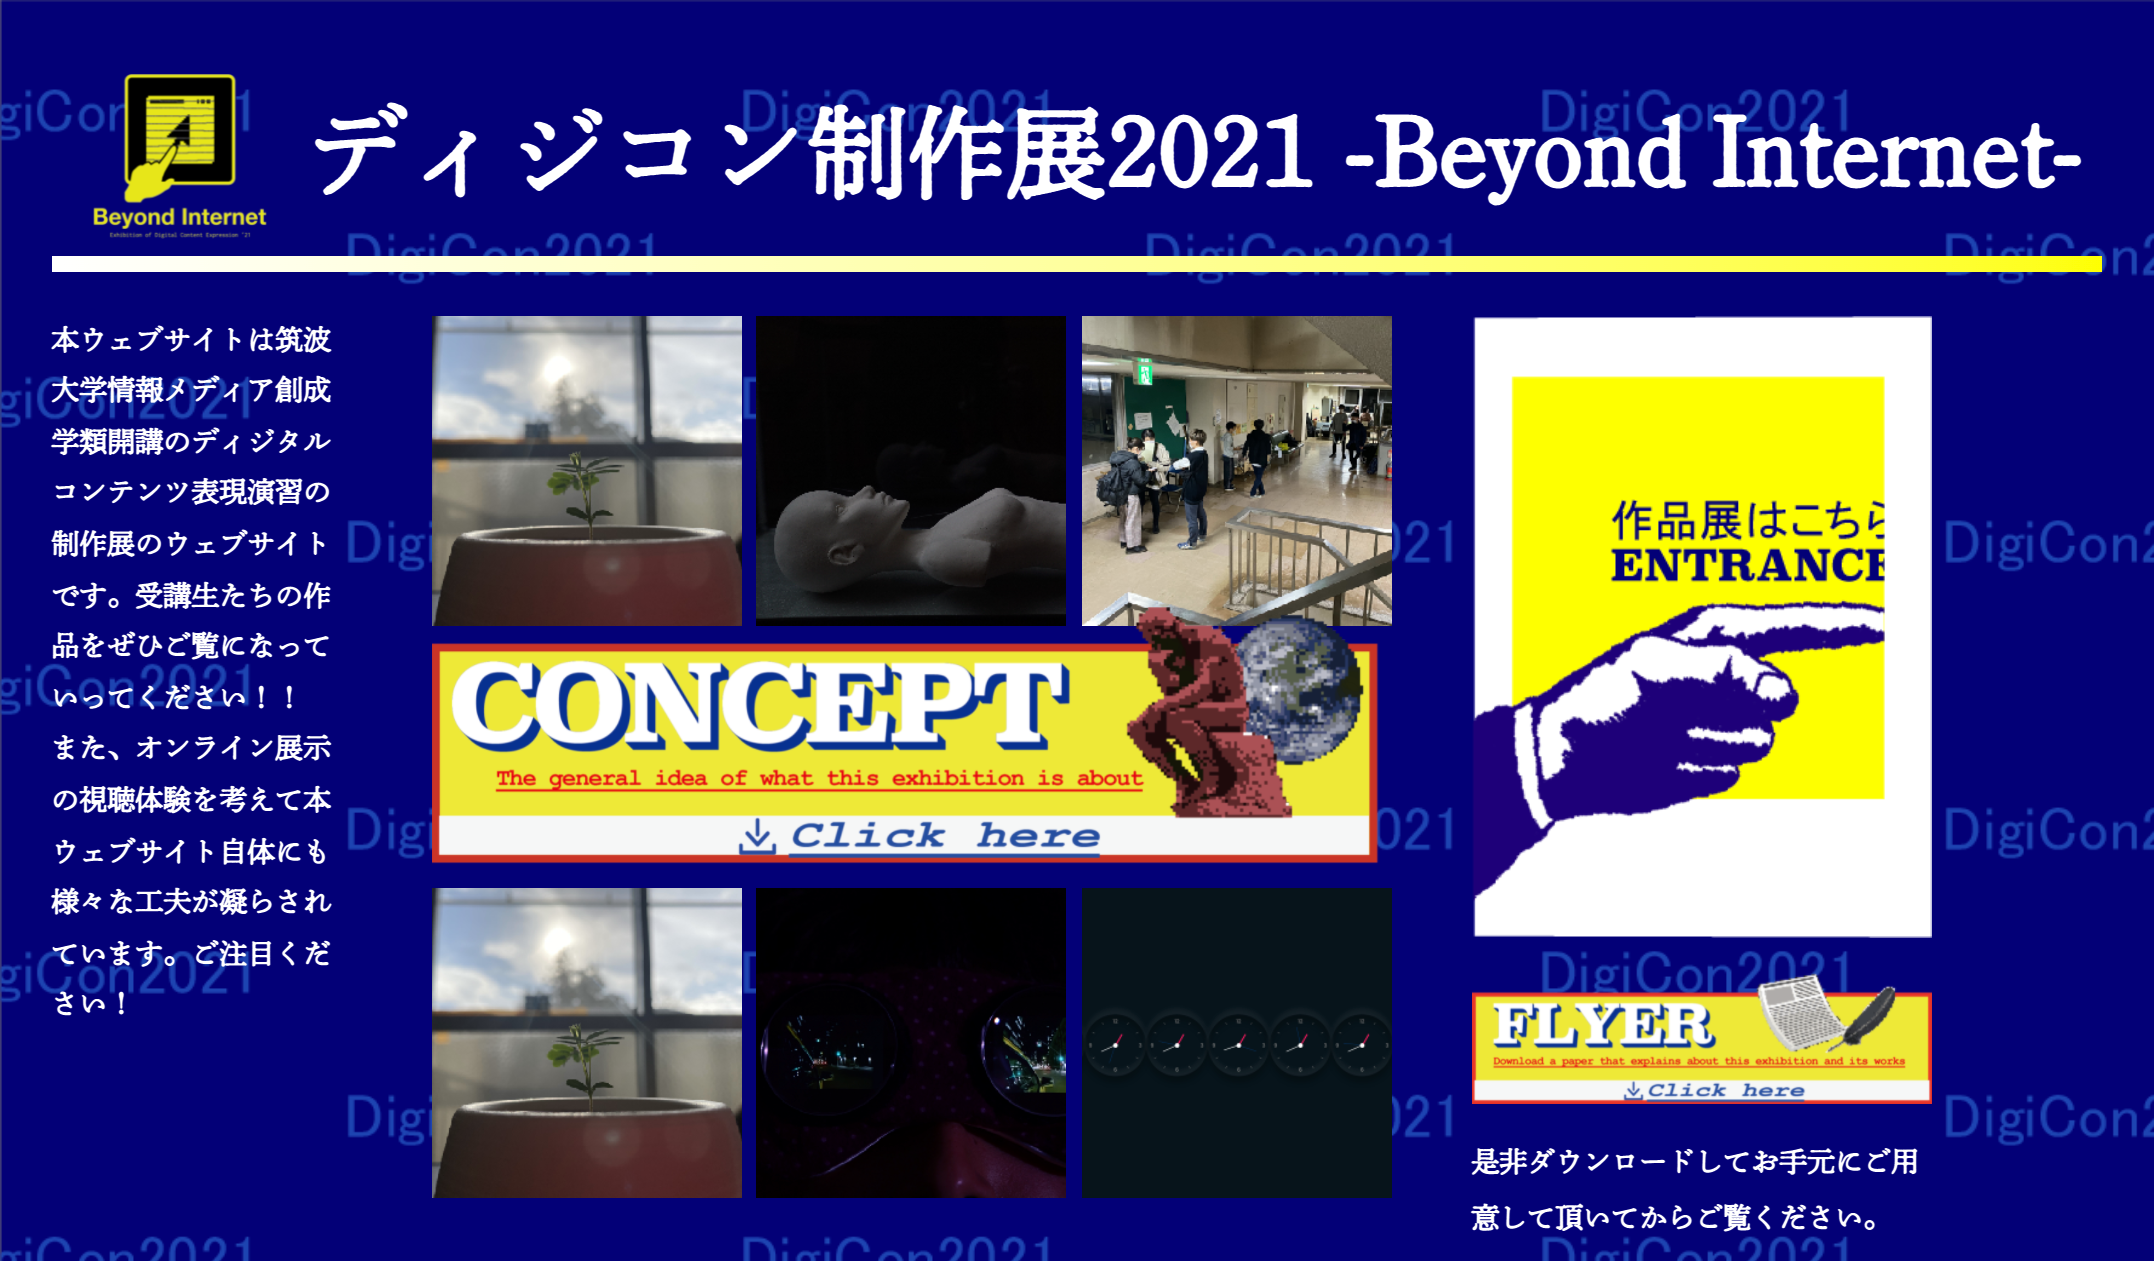 ディジコン制作展2021 -Beyond Internet-
Beyond Internet
Exhibition of Digital Content Expression '21
本ウェブサイトは筑波
大学情報メディア創成
学類開講のディジタル
コンテンツ表現演習の
制作展のウェブサイト
です。受講生たちの作
品をぜひご覧になって
いってください！！
また、オンライン展示
の視聴体験を考えて本
ウェブサイト自体にも
様々な工夫が凝らされ
ています。ご注目くだ
さい！
CONCEPT
The general idea of what this exhibition is about
Click here
作品展はこちら
ENTRANCE
FLYER
Download a paper that explains about this exhibition and its works
Click here
是非ダウンロードしてお手元にご用
意して頂いてからご覧ください。
DigiCon2021